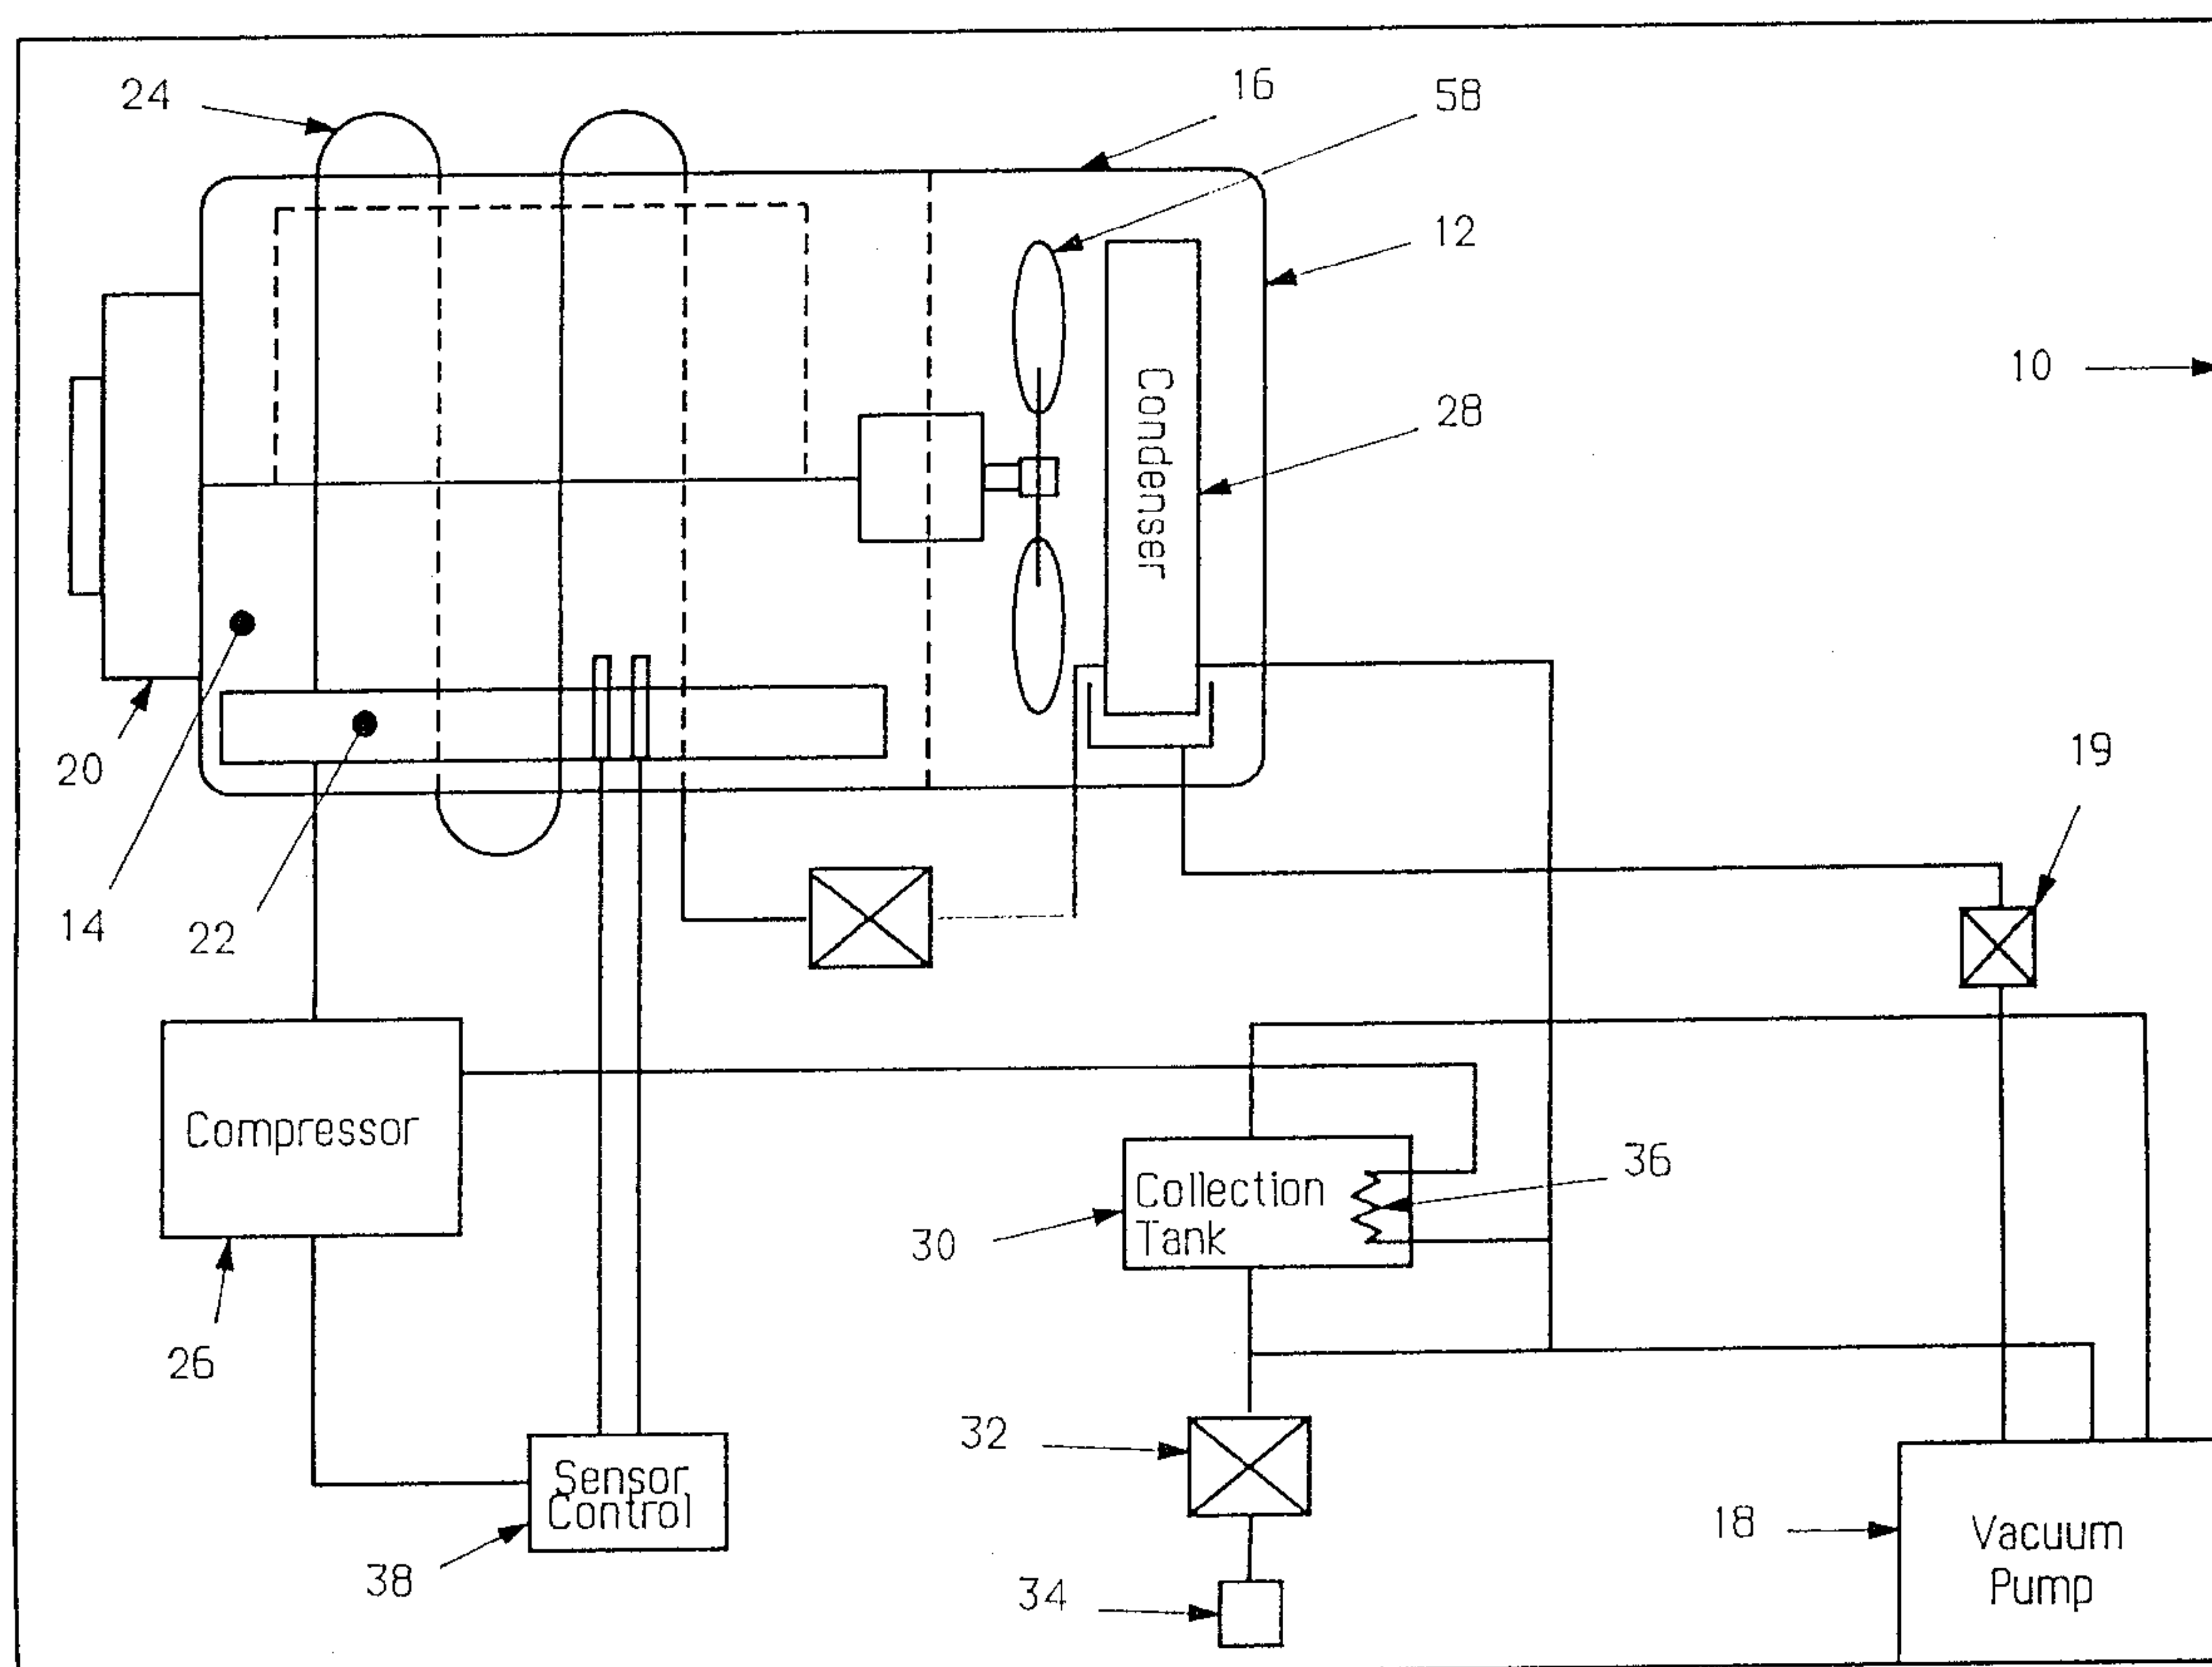 24
16
58
12
10
28
Condenser
20
19
14
22
Compressor
Collection
Tank
36
30
26
32
Sensor
Control
18
Vacuum
Pump
38
34